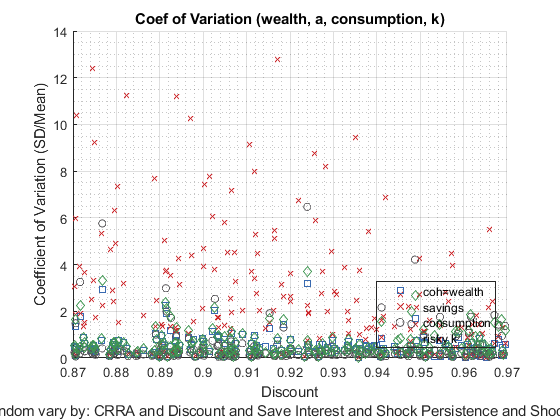 Coef of Variation (wealth, a, consumption, k)
14
12
10
8
6
4
2
0
Coefficient of Variation (SD/Mean)
coh=wealth
savings
consumption
risky k
0.87 0.88 0.89 0.9 0.91 0.92 0.93 0.94 0.95 0.96 0.97
Discount
ndom vary by: CRRA and Discount and Save Interest and Shock Persistence and Sho